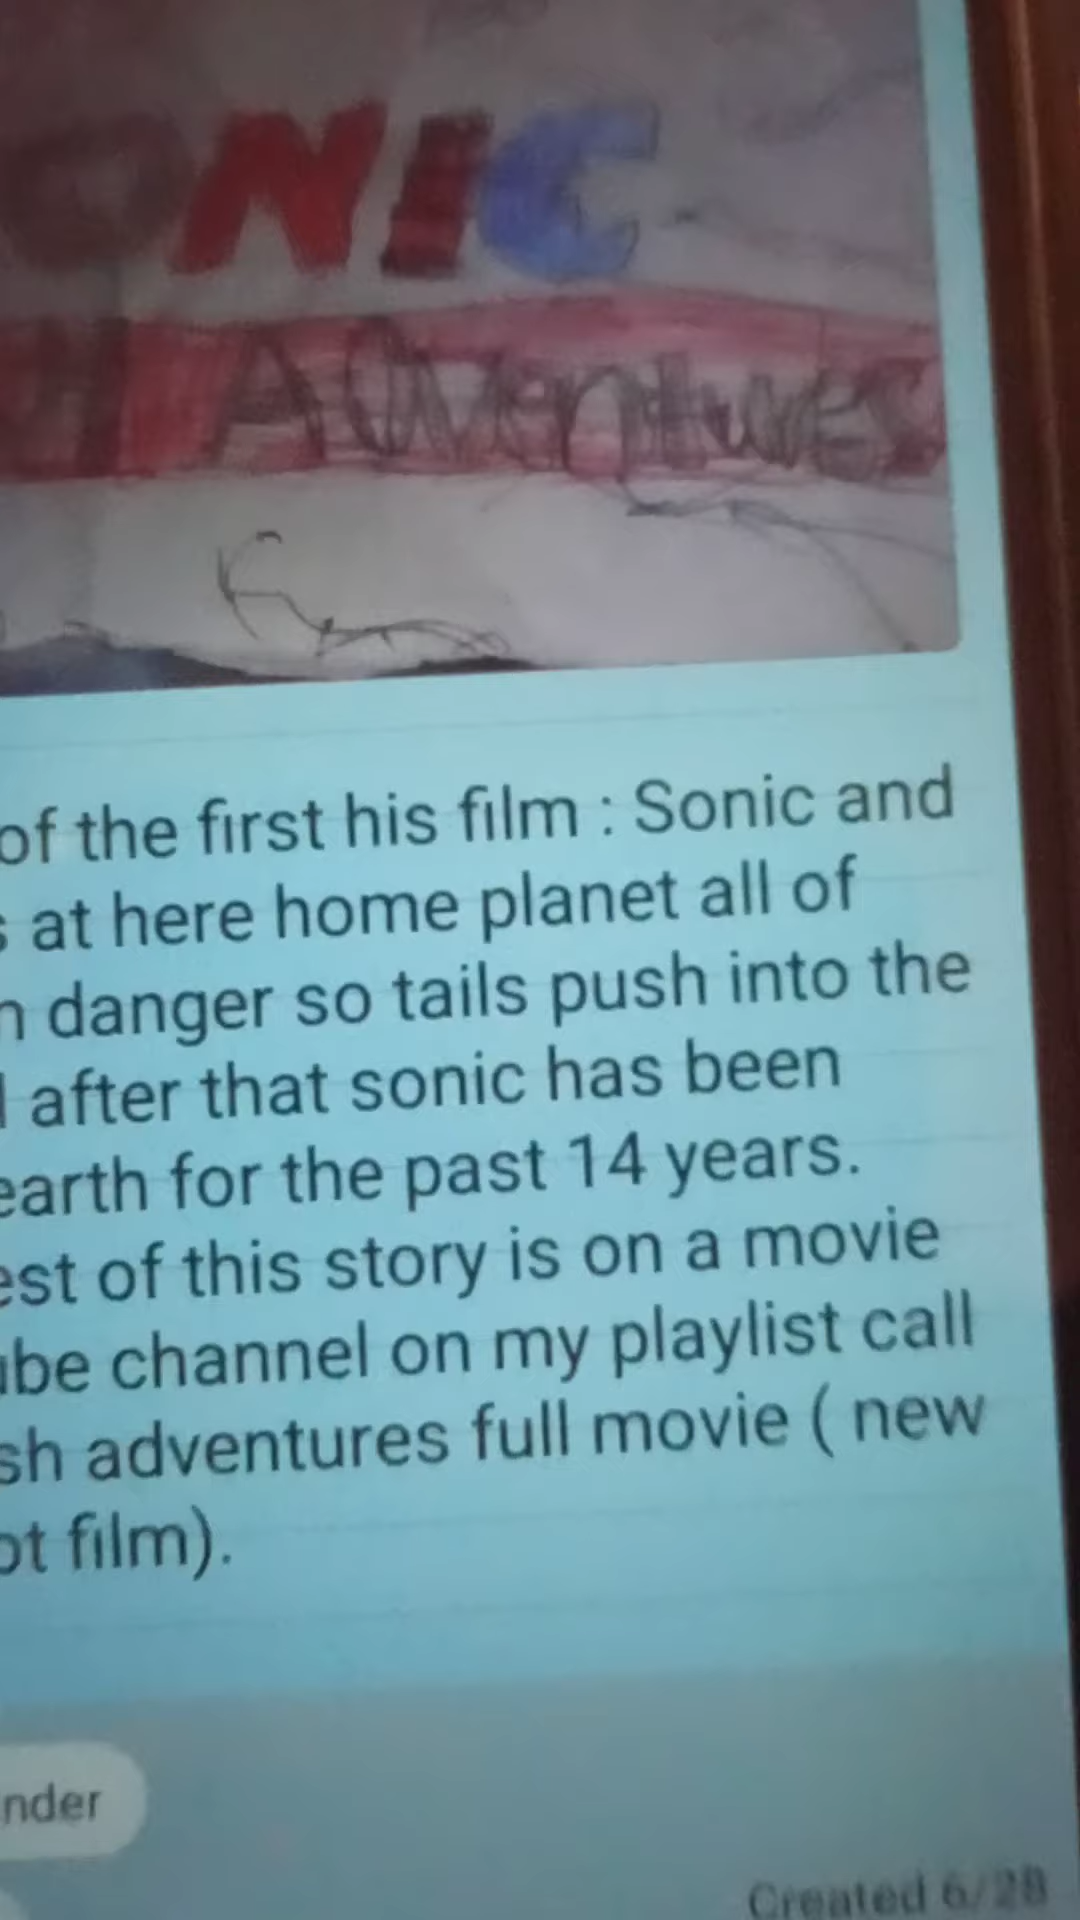 ONIC
Adventures
of the first his film : Sonic and
at here home planet all of
danger so tails push into the
after that sonic has been
earth for the past 14 years.
est of this story is on a movie
ube channel on my playlist call
sh adventures full movie ( new
ot film).
nder
Created 6/28